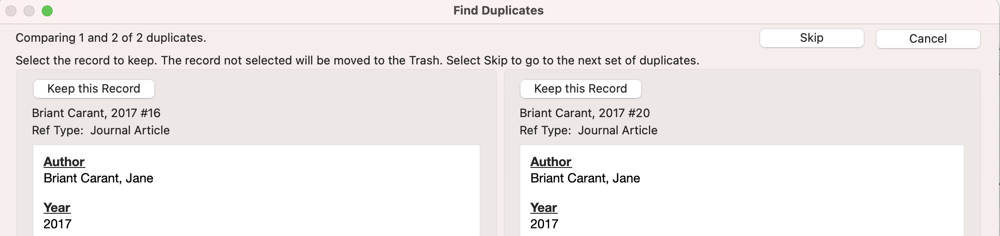 Find Duplicates
Comparing 1 and 2 of 2 duplicates.
Skip
Cancel
Select the record to keep. The record not selected will be moved to the Trash. Select Skip to go to the next set of duplicates.
Keep this Record
Briant Carant, 2017 #16
Ref Type: Journal Article
Author
Briant Carant, Jane
Year
2017
Keep this Record
Briant Carant, 2017 #20
Ref Type: Journal Article
Author
Briant Carant, Jane
Year
2017